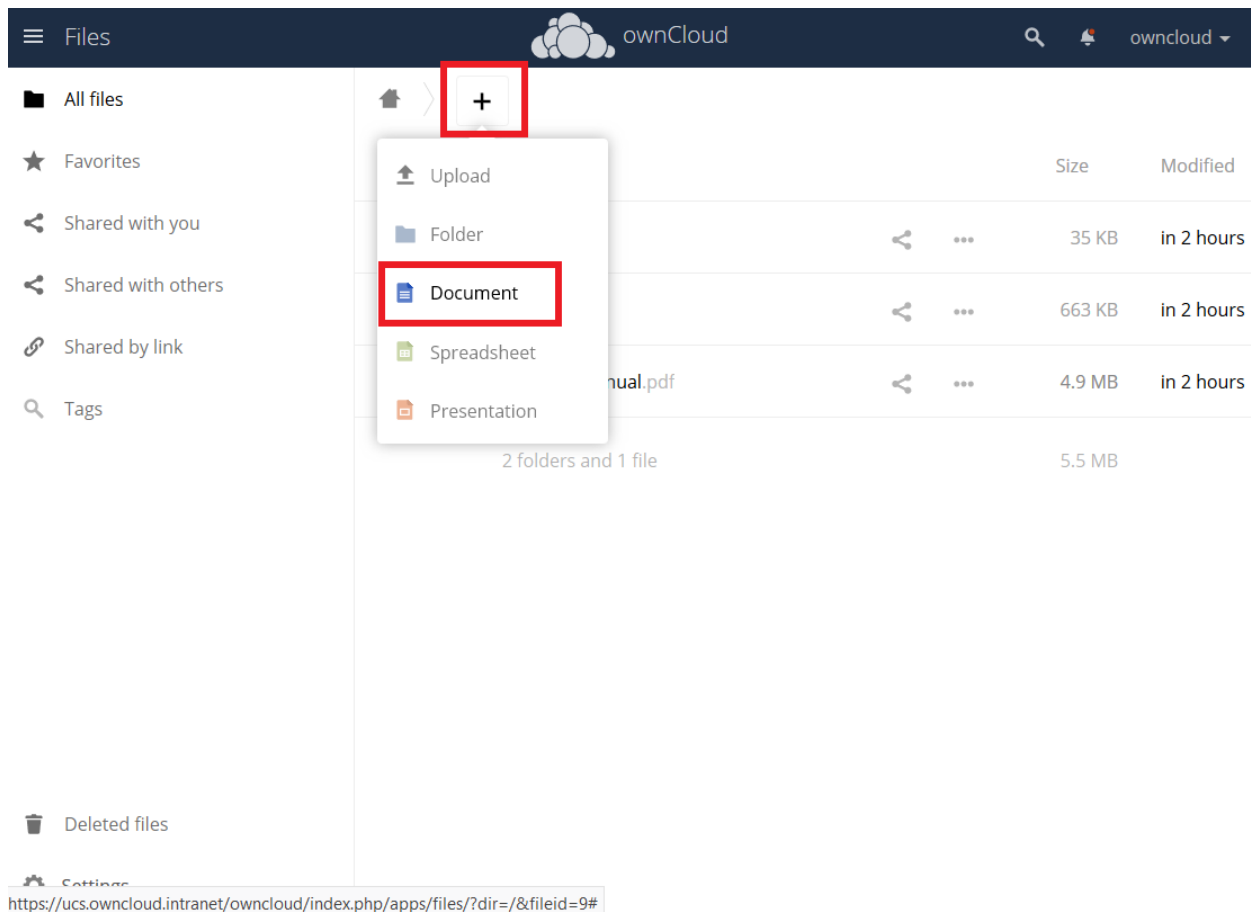 Files
ownCloud
owncloud
All files
Favorites
Shared with you
Shared with others
Shared by link
Tags
+
Upload
Folder
Document
Spreadsheet
Presentation
Size
Modified
35 KB
in 2 hours
663 KB
in 2 hours
nual.pdf
4.9 MB
in 2 hours
2 folders and 1 file
5.5 MB
Deleted files
Settings
https://ucs.owncloud.intranet/owncloud/index.php/apps/files/?dir=/&fileid=9#